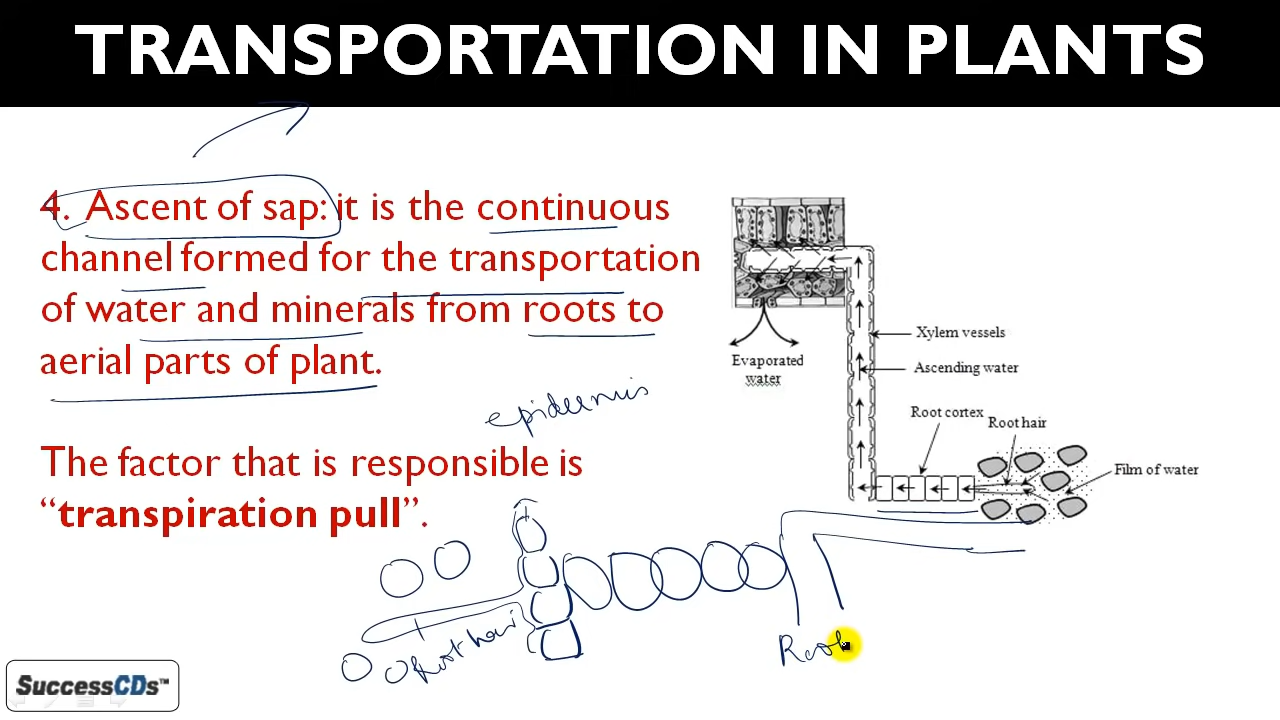 TRANSPORTATION IN PLANTS
4. Ascent of sap: it is the continuous
channel formed for the transportation
of water and minerals from roots to
aerial parts of plant.
The factor that is responsible is
“transpiration pull”.
epidermis
Root hair
Root
Evaporated
water
Xylem vessels
Ascending water
Root cortex
Root hair
Film of water
SuccessCDs™